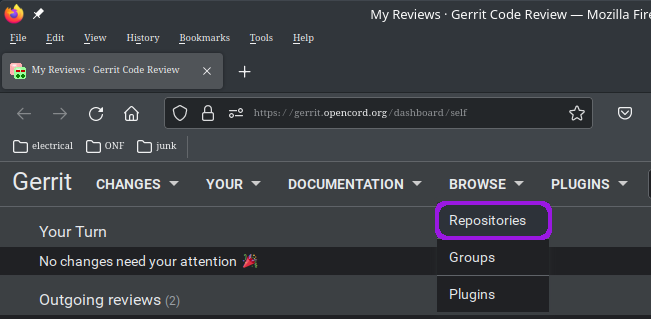 My Reviews · Gerrit Code Review — Mozilla Fire
File Edit View History Bookmarks Tools Help
My Reviews · Gerrit Code Review
https://gerrit.opencord.org/dashboard/self
electrical ONF junk
Gerrit CHANGES YOUR DOCUMENTATION BROWSE PLUGINS
Repositories
Your Turn
Groups
No changes need your attention 🎉
Plugins
Outgoing reviews (2)